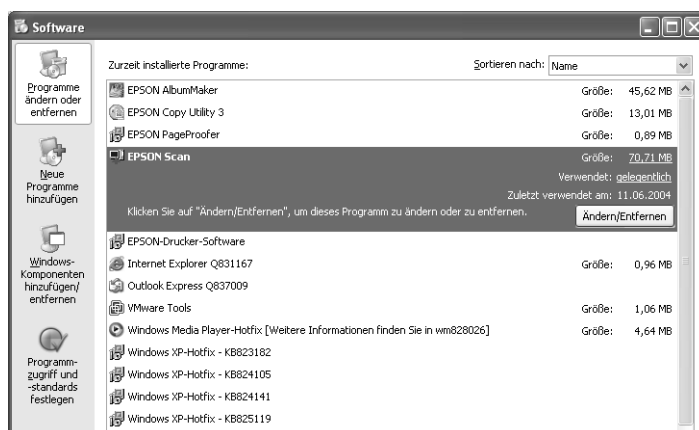 Software
Programme
ändern oder
entfernen
Neue
Programme
hinzufügen
Windows-
Komponenten
hinzufügen/
entfernen
Programm-
zugriff und
-standards
festlegen
Zurzeit installierte Programme:
Sortieren nach: Name
EPSON AlbumMaker Größe: 45,62 MB
EPSON Copy Utility 3 Größe: 13,01 MB
EPSON PageProofer Größe: 0,89 MB
EPSON Scan Größe: 70,71 MB
Verwendet: gelegentlich
Zuletzt verwendet am: 11.06.2004
Klicken Sie auf "Ändern/Entfernen", um dieses Programm zu ändern oder zu entfernen. Ändern/Entfernen
EPSON-Drucker-Software
Internet Explorer Q831167 Größe: 0,96 MB
Outlook Express Q837009
VMware Tools Größe: 1,06 MB
Windows Media Player-Hotfix [Weitere Informationen finden Sie in wm828026] Größe: 4,64 MB
Windows XP-Hotfix - KB823182
Windows XP-Hotfix - KB824105
Windows XP-Hotfix - KB824141
Windows XP-Hotfix - KB825119